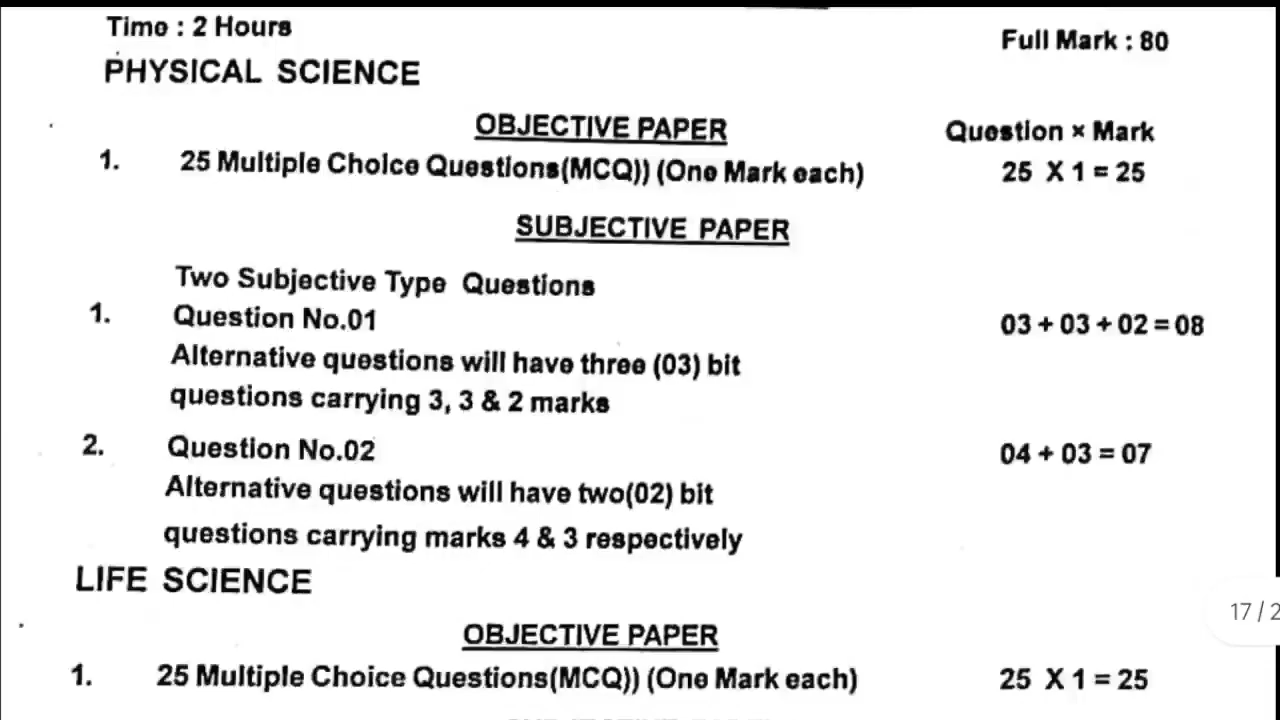 Time : 2 Hours
Full Mark : 80
PHYSICAL SCIENCE
OBJECTIVE PAPER
Question × Mark
1. 25 Multiple Choice Questions(MCQ)) (One Mark each) 25 X 1 = 25
SUBJECTIVE PAPER
Two Subjective Type Questions
1. Question No.01 03 + 03 + 02 = 08
Alternative questions will have three (03) bit
questions carrying 3, 3 & 2 marks
2. Question No.02 04 + 03 = 07
Alternative questions will have two(02) bit
questions carrying marks 4 & 3 respectively
LIFE SCIENCE
17 / 2
OBJECTIVE PAPER
1. 25 Multiple Choice Questions(MCQ)) (One Mark each) 25 X 1 = 25